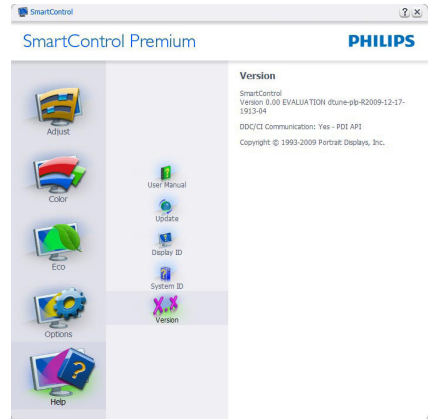 SmartControl
SmartControl Premium
PHILIPS
Adjust
Color
Eco
Options
Help
User Manual
Update
Display ID
System ID
X.X
Version
Version
SmartControl
Version 0.00 EVALUATION dtune-plp-R2009-12-17-
1913-04
DDC/CI Communication: Yes - PDI API
Copyright © 1993-2009 Portrait Displays, Inc.